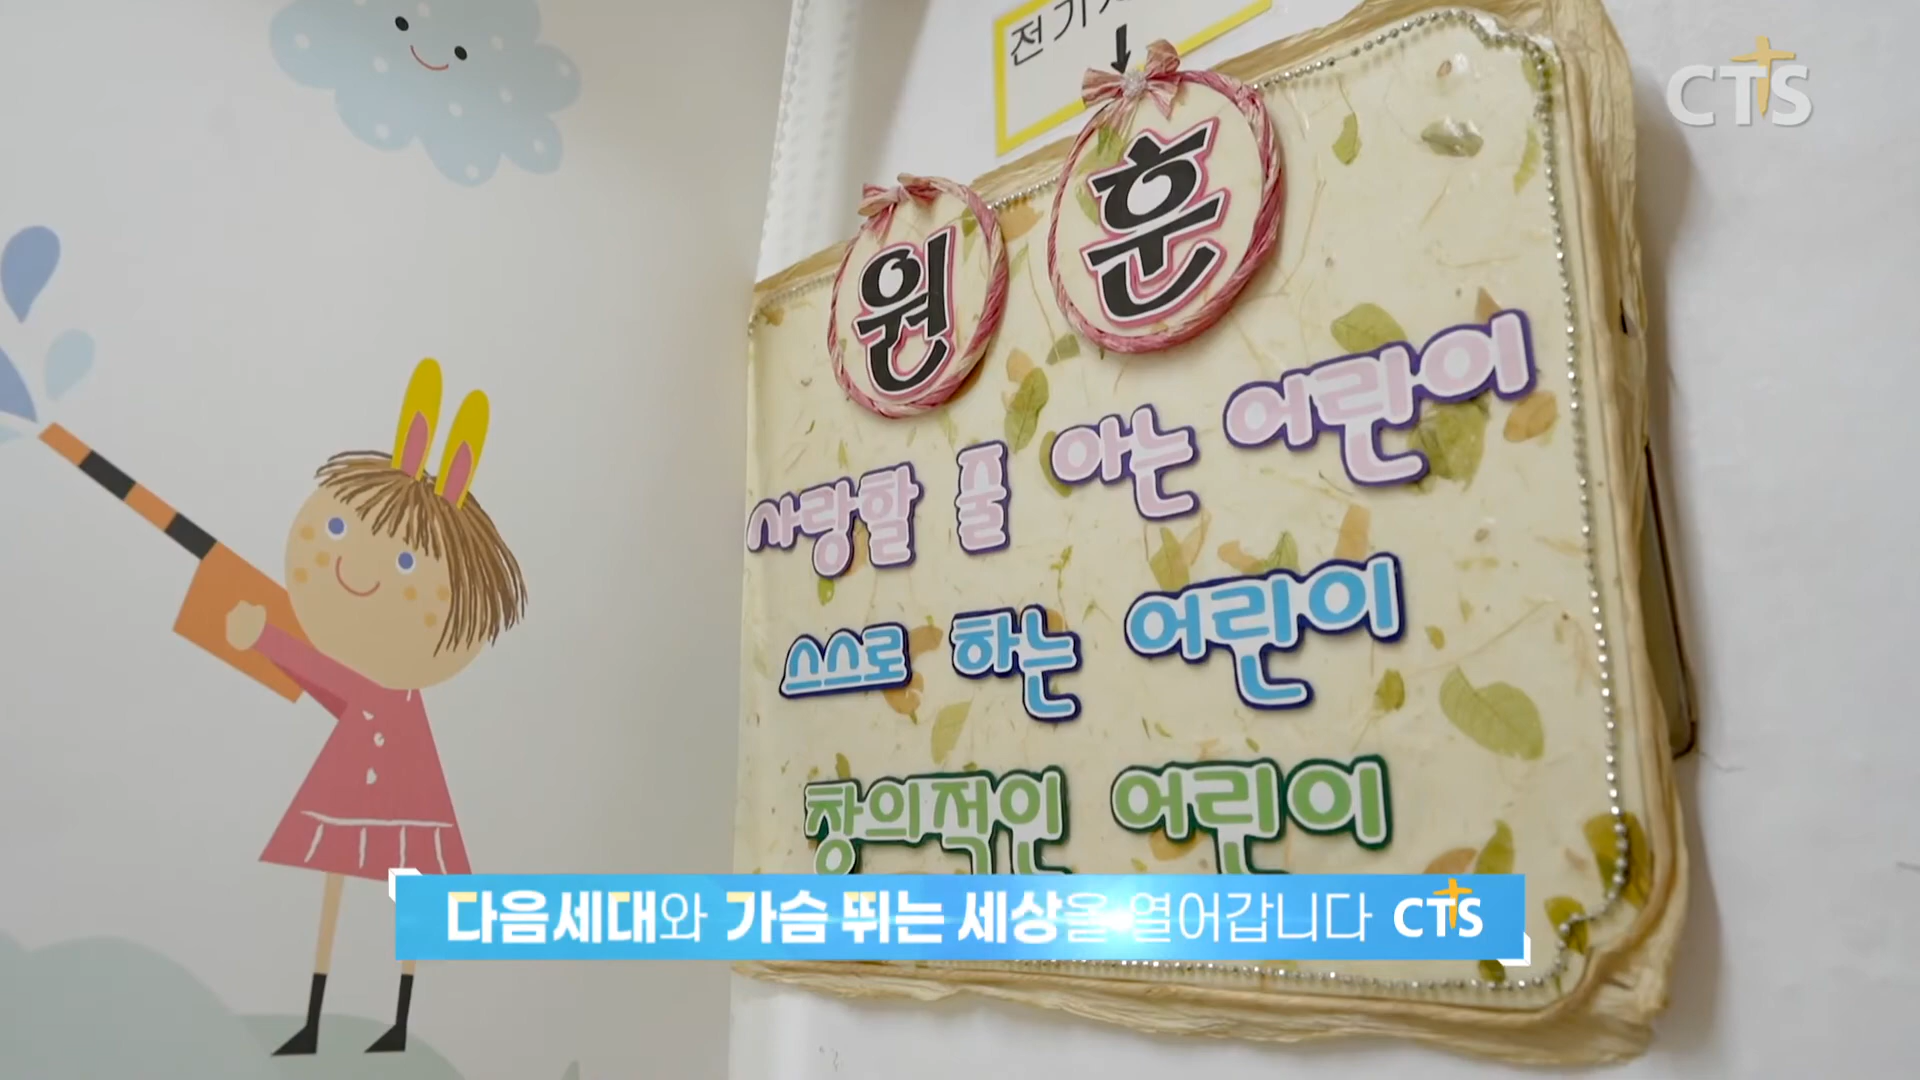 전기
CTS
원 훈
사랑할 줄 아는 어린이
스스로 하는 어린이
창의적인 어린이
다음세대와 가슴 뛰는 세상을 열어갑니다 CTS